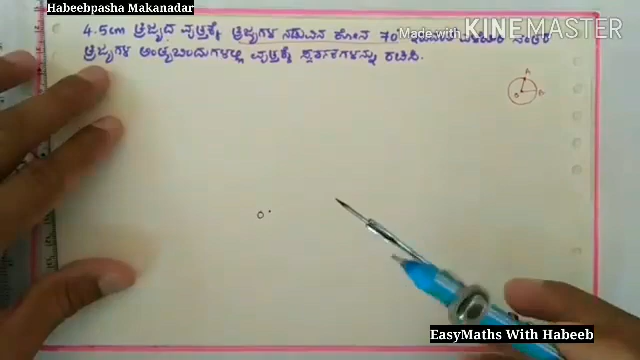 Habeebpasha Makanadar
Made with KINEMASTER
4.5cm ತ್ರಿಜ್ಯದ ವೃತ್ತಕ್ಕೆ ತ್ರಿಜ್ಯಗಳ ನಡುವಿನ ಕೋನ 70
ತ್ರಿಜ್ಯಗಳ ಅಂತ್ಯಬಿಂದುಗಳಲ್ಲಿ ವೃತ್ತಕ್ಕೆ ಸ್ಪರ್ಶಕಗಳನ್ನು ರಚಿಸಿ.
A
O
O
EasyMaths With Habeeb